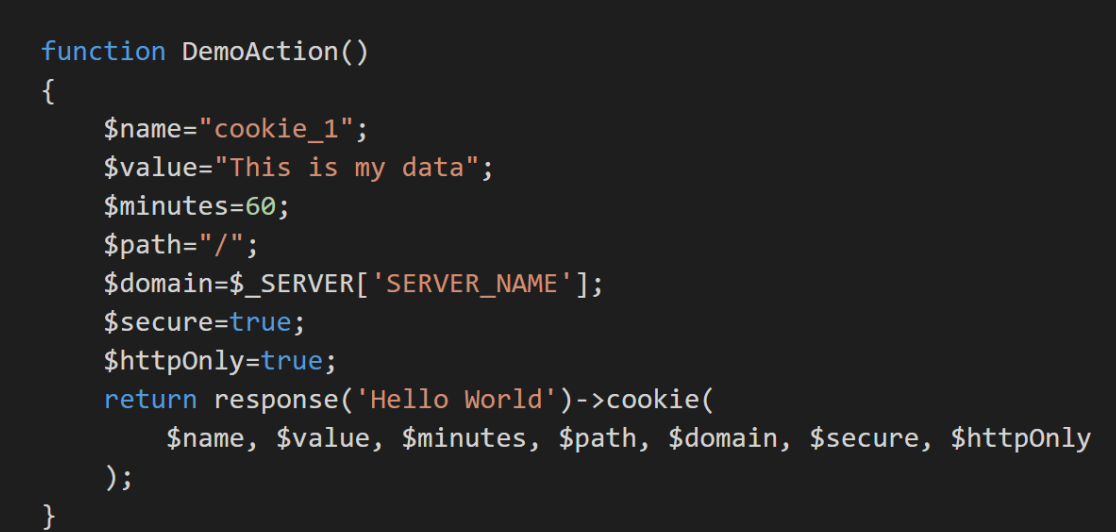 function DemoAction()
{
    $name="cookie_1";
    $value="This is my data";
    $minutes=60;
    $path="/";
    $domain=$_SERVER['SERVER_NAME'];
    $secure=true;
    $httpOnly=true;
    return response('Hello World')->cookie(
        $name, $value, $minutes, $path, $domain, $secure, $httpOnly
    );
}